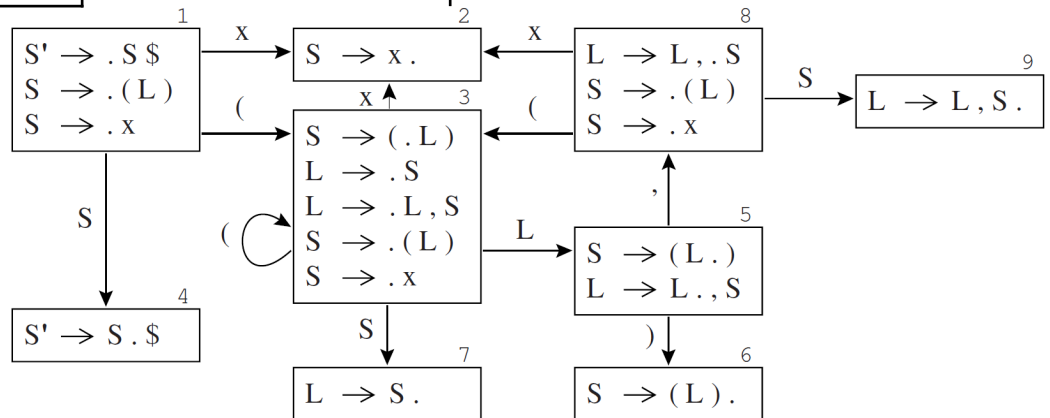 1
S' → . S $
S → . ( L )
S → . x
x
(
S
4
S' → S . $
2
S → x .
x
3
S → ( . L )
L → . S
L → . L , S
S → . ( L )
S → . x
(
S
7
L → S .
L
x
(
8
L → L , . S
S → . ( L )
S → . x
S
9
L → L , S .
,
5
S → ( L . )
L → L . , S
)
6
S → ( L ) .